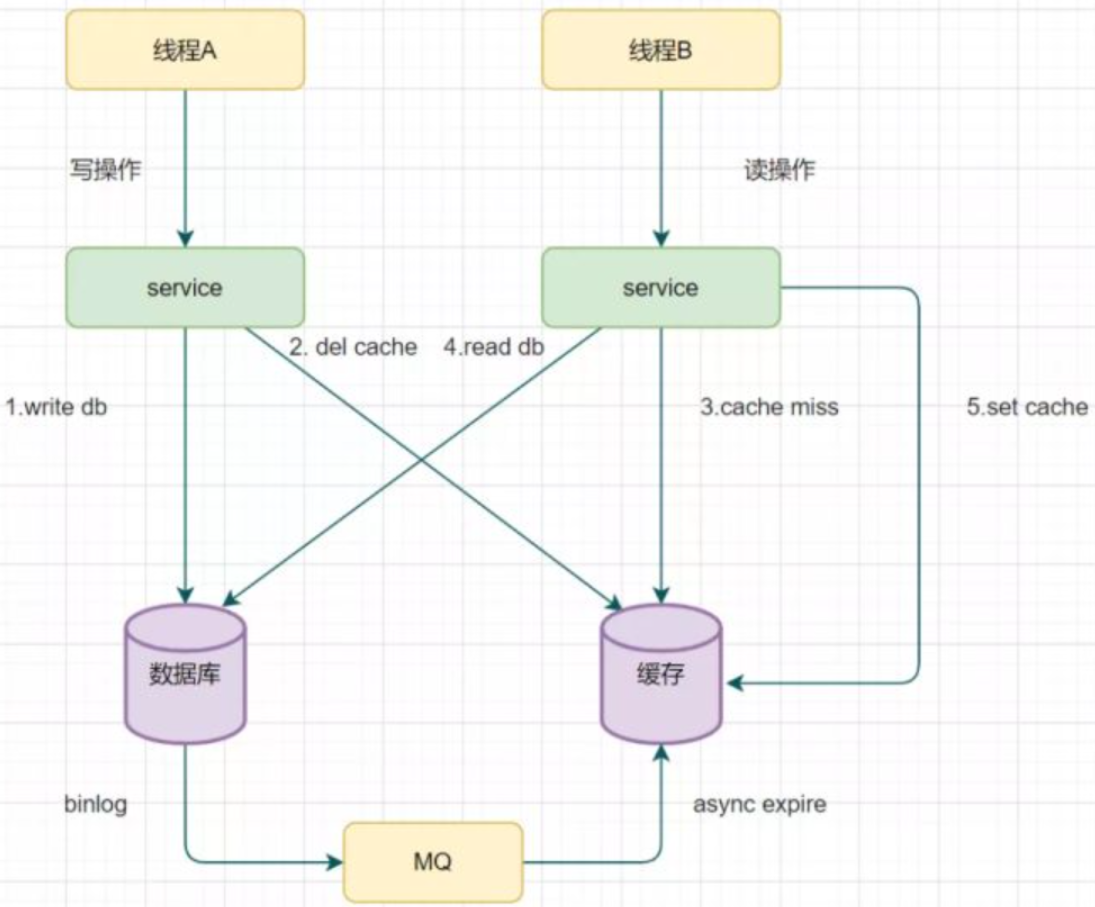 线程A
线程B
写操作
读操作
service
service
2. del cache
4.read db
1.write db
3.cache miss
5.set cache
数据库
缓存
binlog
async expire
MQ